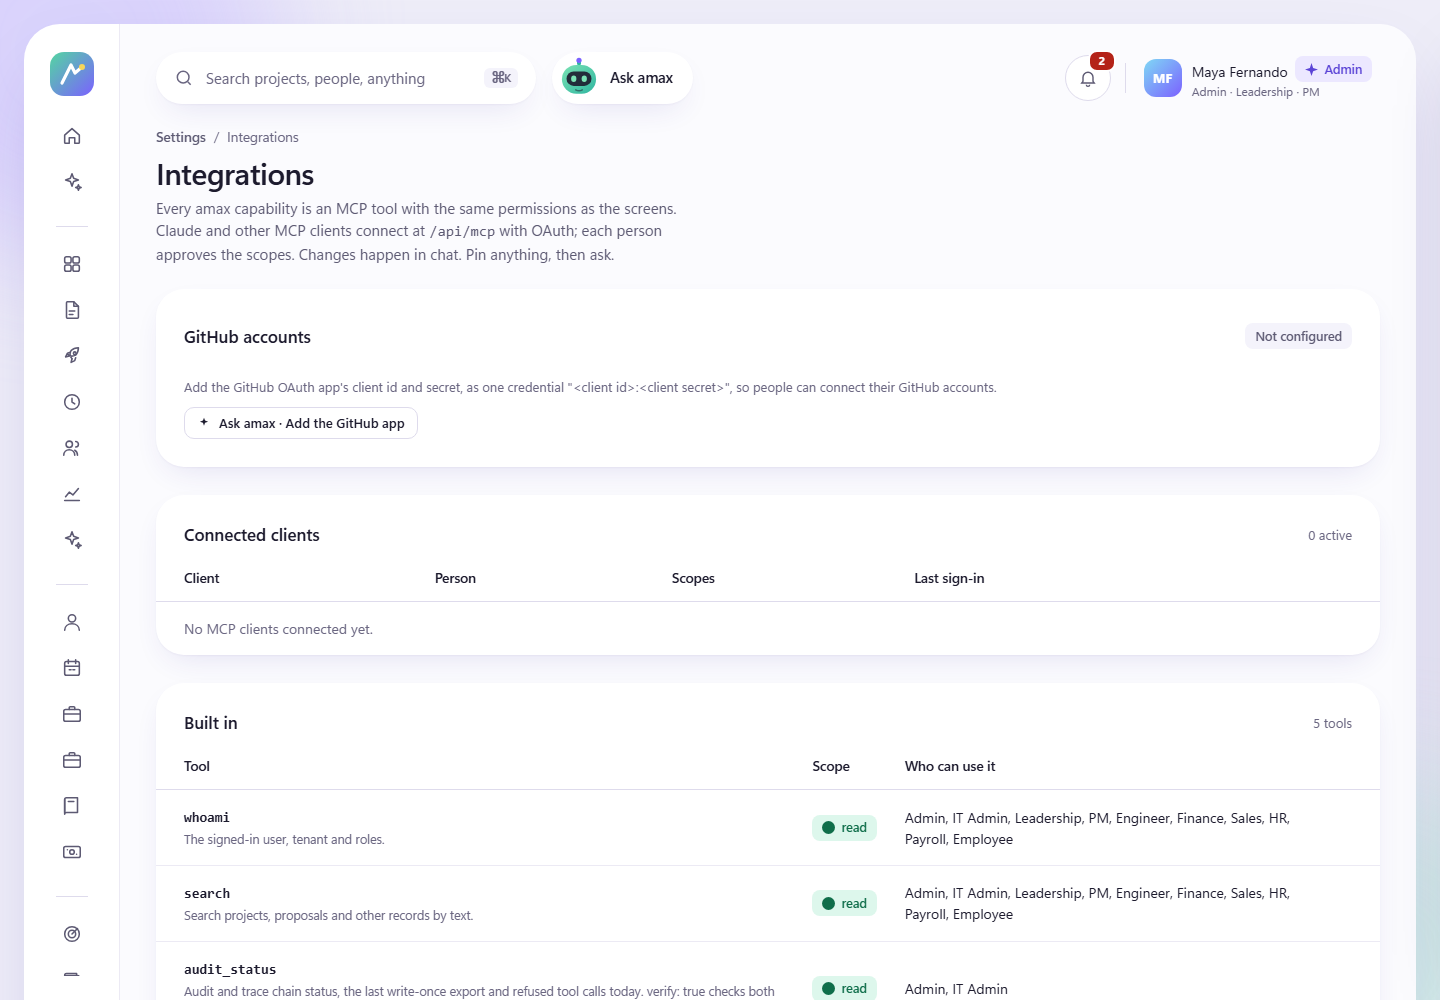 Search projects, people, anything
⌘K
Ask amax
2
MF
Maya Fernando
Admin
Admin · Leadership · PM
Settings / Integrations
Integrations
Every amax capability is an MCP tool with the same permissions as the screens.
Claude and other MCP clients connect at /api/mcp with OAuth; each person
approves the scopes. Changes happen in chat. Pin anything, then ask.
GitHub accounts
Not configured
Add the GitHub OAuth app's client id and secret, as one credential "<client id>:<client secret>", so people can connect their GitHub accounts.
Ask amax · Add the GitHub app
Connected clients
0 active
Client Person Scopes Last sign-in
No MCP clients connected yet.
Built in
5 tools
Tool Scope Who can use it
whoami
The signed-in user, tenant and roles.
read
Admin, IT Admin, Leadership, PM, Engineer, Finance, Sales, HR,
Payroll, Employee
search
Search projects, proposals and other records by text.
read
Admin, IT Admin, Leadership, PM, Engineer, Finance, Sales, HR,
Payroll, Employee
audit_status
Audit and trace chain status, the last write-once export and refused tool calls today. verify: true checks both
read
Admin, IT Admin